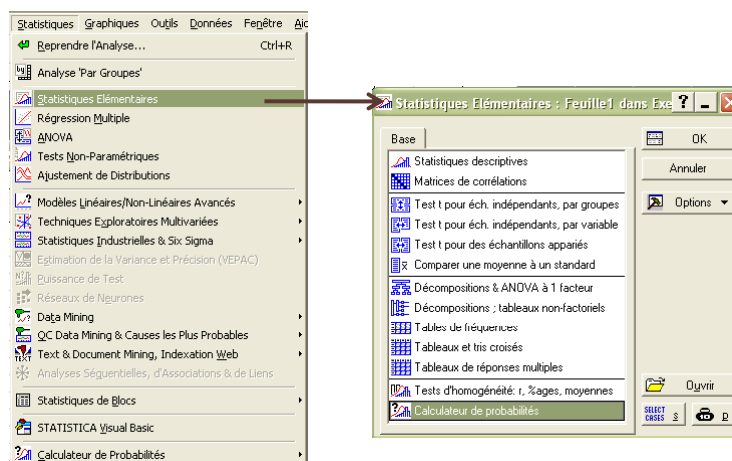 Statistiques Graphiques Outils Données Fenêtre Aid
Reprendre l'Analyse... Ctrl+R
Analyse 'Par Groupes'
Statistiques Elémentaires
Régression Multiple
ANOVA
Tests Non-Paramétriques
Ajustement de Distributions
Modèles Linéaires/Non-Linéaires Avancés
Techniques Exploratoires Multivariées
Statistiques Industrielles & Six Sigma
Estimation de la Variance et Précision (VEPAC)
Puissance de Test
Réseaux de Neurones
Data Mining
QC Data Mining & Causes les Plus Probables
Text & Document Mining, Indexation Web
Analyses Séquentielles, d'Associations & de Liens
Statistiques de Blocs
STATISTICA Visual Basic
Calculateur de Probabilités
Statistiques Elémentaires : Feuille1 dans Exe
Base
Statistiques descriptives
Matrices de corrélations
Test t pour éch. indépendants, par groupes
Test t pour éch. indépendants, par variable
Test t pour des échantillons appariés
Comparer une moyenne à un standard
Décompositions & ANOVA à 1 facteur
Décompositions ; tableaux non-factoriels
Tables de fréquences
Tableaux et tris croisés
Tableaux de réponses multiples
Tests d'homogénéité: r, %ages, moyennes
Calculateur de probabilités
OK
Annuler
Options
Ouvrir
SELECT CASES S
P